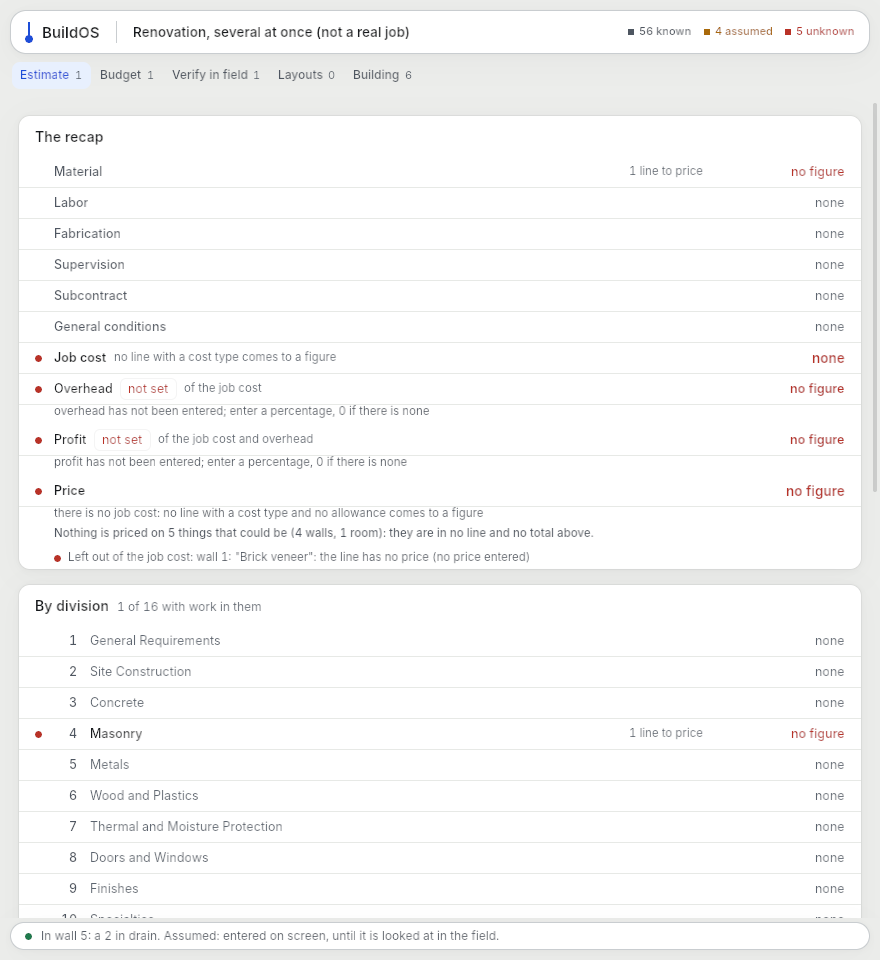 BuildOS
Renovation, several at once (not a real job)
56 known 4 assumed 5 unknown
Estimate 1 Budget 1 Verify in field 1 Layouts 0 Building 6
The recap
Material 1 line to price no figure
Labor none
Fabrication none
Supervision none
Subcontract none
General conditions none
Job cost no line with a cost type comes to a figure none
Overhead not set of the job cost no figure
overhead has not been entered; enter a percentage, 0 if there is none
Profit not set of the job cost and overhead no figure
profit has not been entered; enter a percentage, 0 if there is none
Price no figure
there is no job cost: no line with a cost type and no allowance comes to a figure
Nothing is priced on 5 things that could be (4 walls, 1 room): they are in no line and no total above.
Left out of the job cost: wall 1: "Brick veneer": the line has no price (no price entered)
By division 1 of 16 with work in them
1 General Requirements none
2 Site Construction none
3 Concrete none
4 Masonry 1 line to price no figure
5 Metals none
6 Wood and Plastics none
7 Thermal and Moisture Protection none
8 Doors and Windows none
9 Finishes none
10 Specialties none
In wall 5: a 2 in drain. Assumed: entered on screen, until it is looked at in the field.